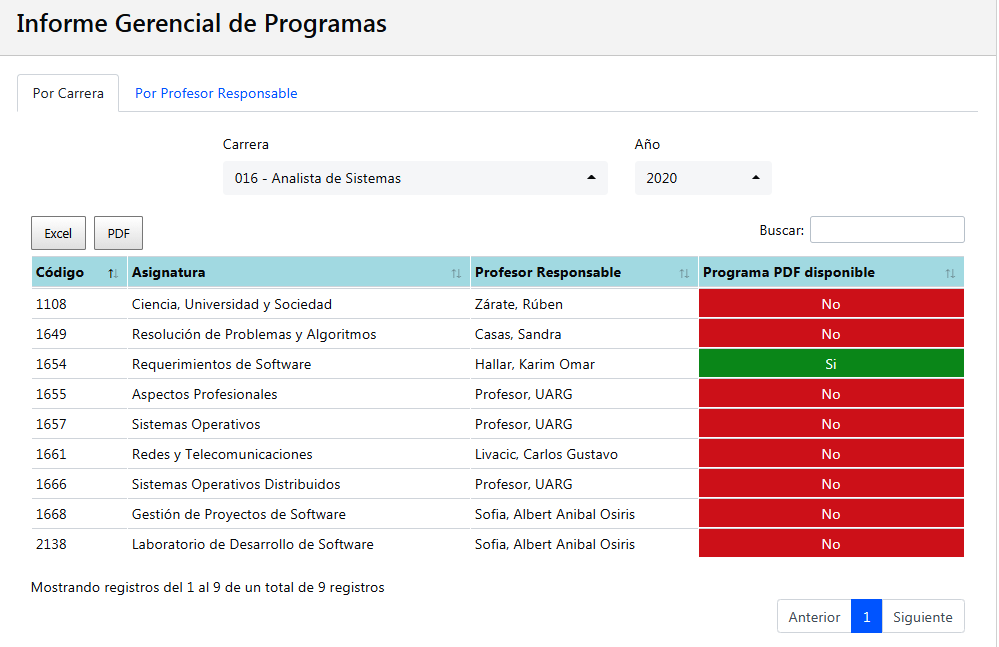 Informe Gerencial de Programas
Por Carrera Por Profesor Responsable
Carrera Año
016 - Analista de Sistemas 2020
Excel PDF Buscar:
Código Asignatura Profesor Responsable Programa PDF disponible
1108 Ciencia, Universidad y Sociedad Zárate, Rúben No
1649 Resolución de Problemas y Algoritmos Casas, Sandra No
1654 Requerimientos de Software Hallar, Karim Omar Si
1655 Aspectos Profesionales Profesor, UARG No
1657 Sistemas Operativos Profesor, UARG No
1661 Redes y Telecomunicaciones Livacic, Carlos Gustavo No
1666 Sistemas Operativos Distribuidos Profesor, UARG No
1668 Gestión de Proyectos de Software Sofia, Albert Anibal Osiris No
2138 Laboratorio de Desarrollo de Software Sofia, Albert Anibal Osiris No
Mostrando registros del 1 al 9 de un total de 9 registros
Anterior 1 Siguiente